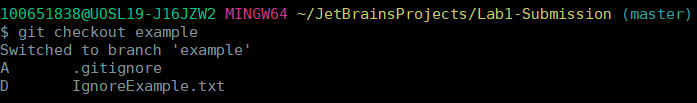 100651838@UOSL19-J16JZW2 MINGW64 ~/JetBrainsProjects/Lab1-Submission (master)
$ git checkout example
Switched to branch 'example'
A       .gitignore
D       IgnoreExample.txt